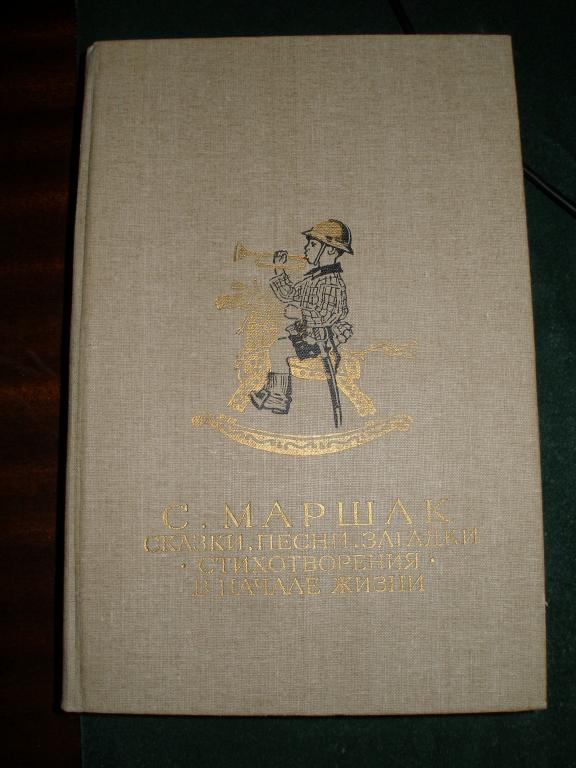 С. МАРШАК
СКАЗКИ, ПЕСНИ, ЗАГАДКИ
· СТИХОТВОРЕНИЯ ·
В НАЧАЛЕ ЖИЗНИ